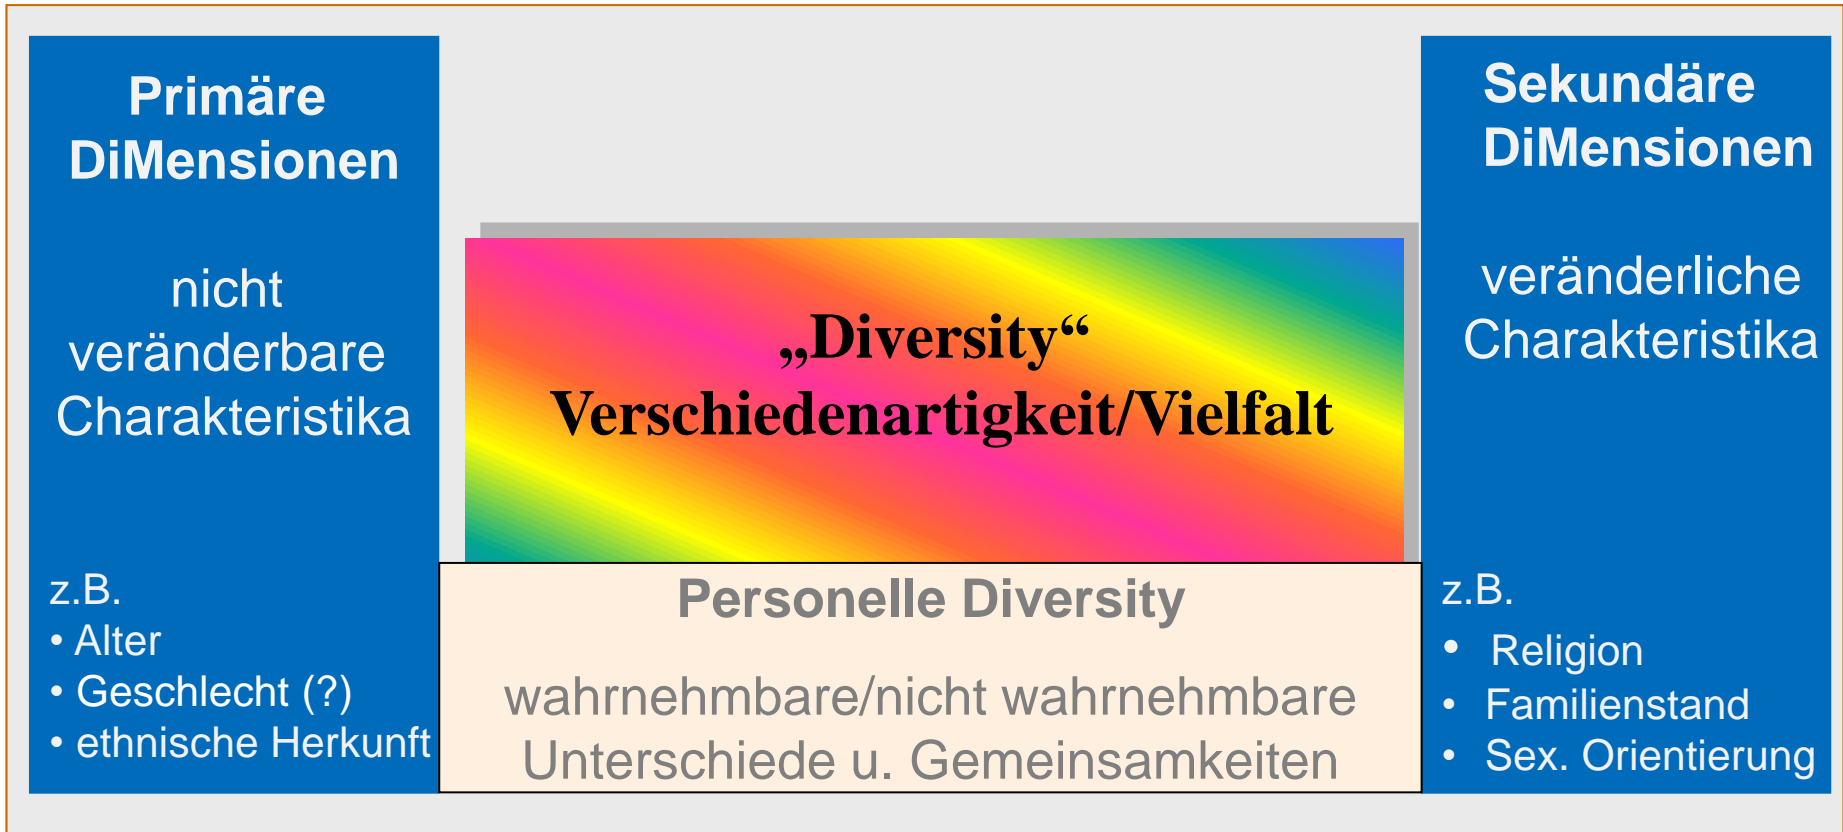 Primäre
DiMensionen
nicht
veränderbare
Charakteristika
z.B.
• Alter
• Geschlecht (?)
• ethnische Herkunft
„Diversity“
Verschiedenartigkeit/Vielfalt
Personelle Diversity
wahrnehmbare/nicht wahrnehmbare
Unterschiede u. Gemeinsamkeiten
Sekundäre
DiMensionen
veränderliche
Charakteristika
z.B.
• Religion
• Familienstand
• Sex. Orientierung